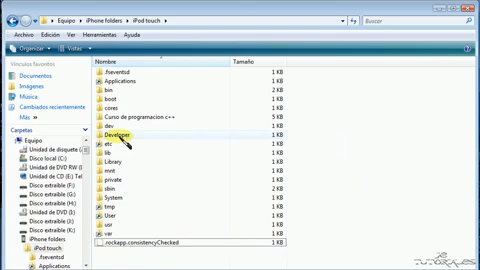 Equipo ▸ iPhone folders ▸ iPod touch ▸
Buscar
Archivo Edición Ver Herramientas Ayuda
Organizar Vistas
Vínculos favoritos
Documentos
Imágenes
Música
Cambiados recientemente
Más »
Carpetas
Equipo
Unidad de disquete (A:)
Disco local (C:)
Unidad de DVD RW (D:)
Unidad de CD (E:) Ten
Disco extraíble (F:)
Disco extraíble (G:)
Disco extraíble (H:)
Unidad de DVD (I:)
Disco extraíble (J:)
iPhone folders
iPod touch
.fseventsd
Applications
Nombre Tamaño
.fseventsd 1 KB
Applications 1 KB
bin 2 KB
boot 1 KB
cores 1 KB
Curso de programacion c++ 5 KB
dev 1 KB
Developer 1 KB
etc 1 KB
lib 1 KB
Library 1 KB
mnt 1 KB
private 1 KB
sbin 2 KB
System 1 KB
tmp 1 KB
User 1 KB
usr 1 KB
var 1 KB
.rockapp.consistencyChecked 1 KB